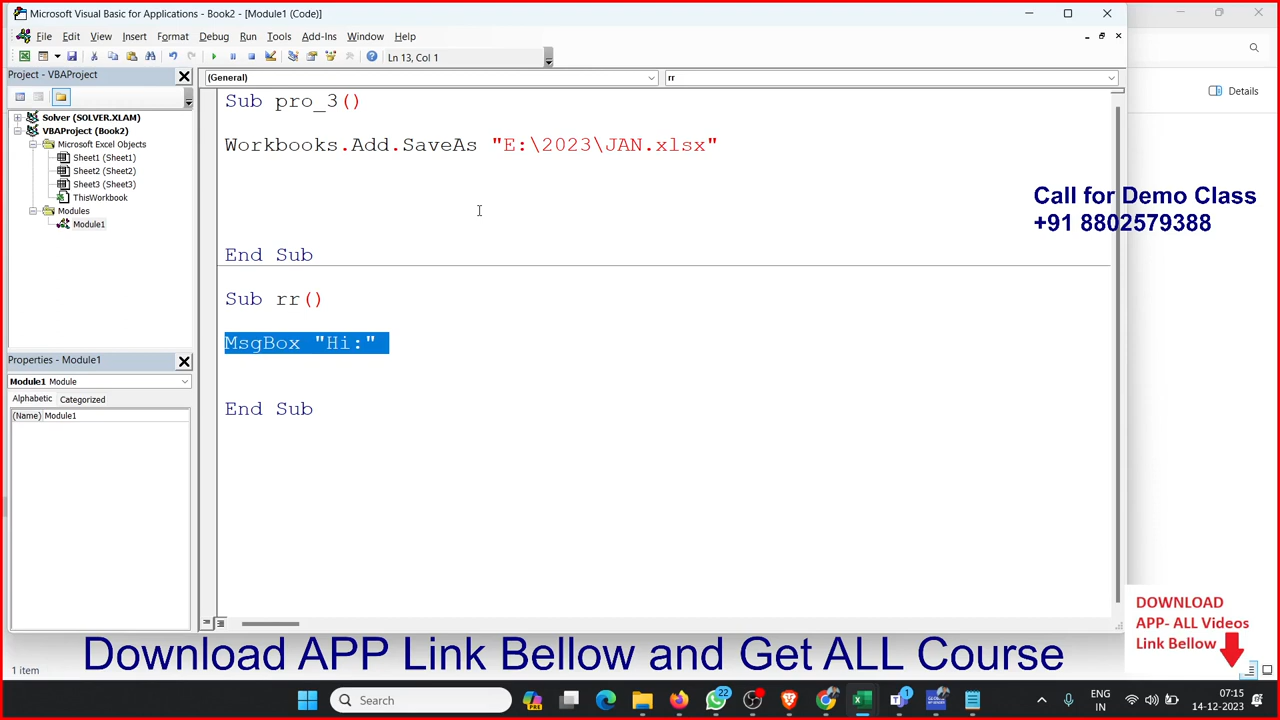 Microsoft Visual Basic for Applications - Book2 - [Module1 (Code)]
File Edit View Insert Format Debug Run Tools Add-Ins Window Help
Ln 13, Col 1
Project - VBAProject
(General)
rr
Solver (SOLVER.XLAM)
VBAProject (Book2)
Microsoft Excel Objects
Sheet1 (Sheet1)
Sheet2 (Sheet2)
Sheet3 (Sheet3)
ThisWorkbook
Modules
Module1
Sub pro_3()
Workbooks.Add.SaveAs "E:\2023\JAN.xlsx"
End Sub
Sub rr()
MsgBox "Hi:"
End Sub
Properties - Module1
Module1 Module
Alphabetic Categorized
(Name) Module1
Details
Call for Demo Class
+91 8802579388
DOWNLOAD
APP- ALL Videos
Link Bellow
Download APP Link Bellow and Get ALL Course
1 item
Search
PRE
22
1
ENG
IN
07:15
14-12-2023